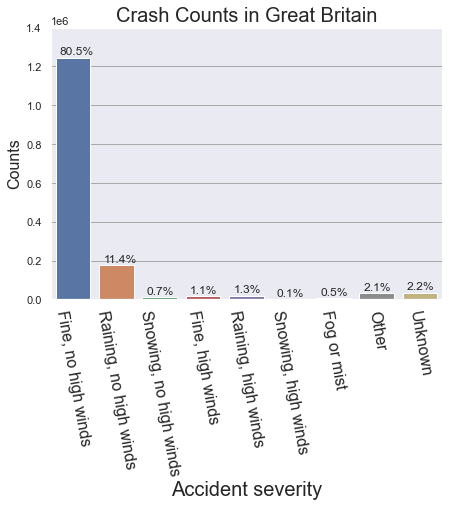 Crash Counts in Great Britain
1e6
1.4
1.2
1.0
0.8
0.6
0.4
0.2
0.0
Counts
80.5%
11.4%
0.7%
1.1%
1.3%
0.1%
0.5%
2.1%
2.2%
Fine, no high winds
Raining, no high winds
Snowing, no high winds
Fine, high winds
Raining, high winds
Snowing, high winds
Fog or mist
Other
Unknown
Accident severity